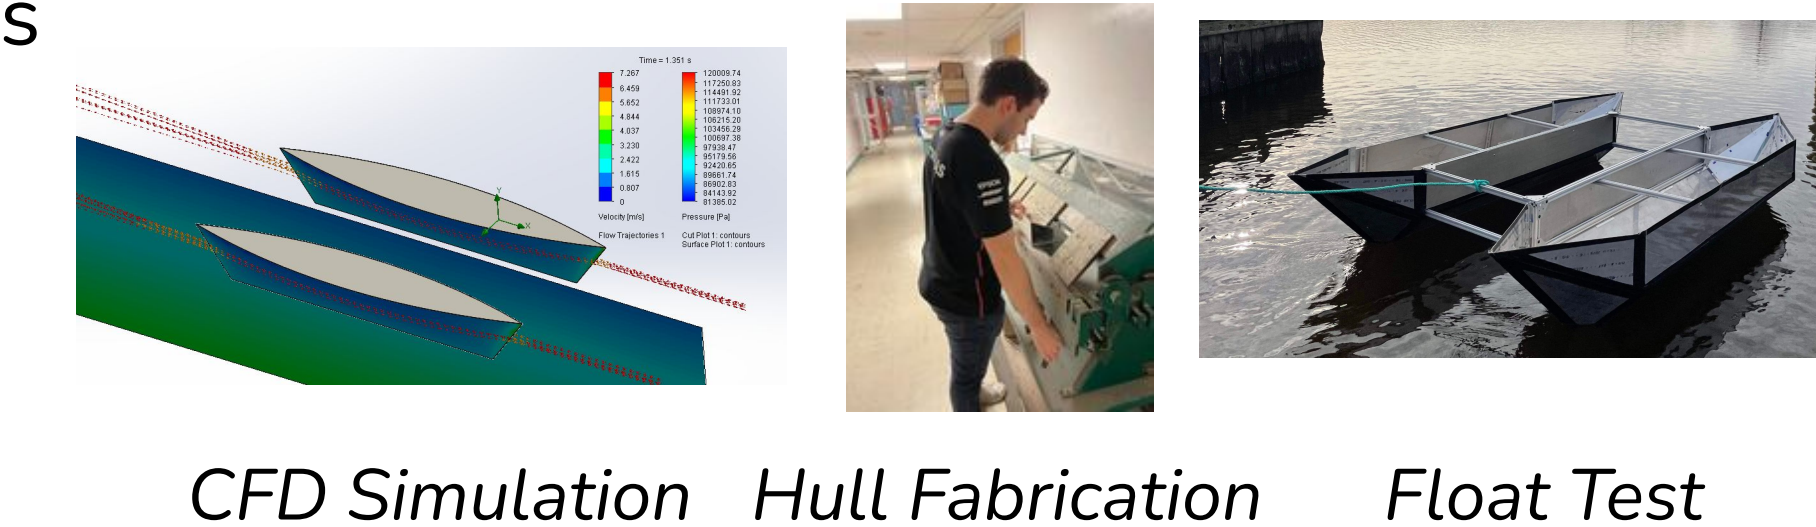 s
Time = 1.351 s
7.267
6.459
5.652
4.844
4.037
3.230
2.422
1.615
0.807
0
Velocity [m/s]
Flow Trajectories 1
120009.74
117250.83
114491.92
111733.01
108974.10
106215.20
103456.29
100697.38
97938.47
95179.56
92420.65
89661.74
86902.83
84143.92
81385.02
Pressure [Pa]
Cut Plot 1: contours
Surface Plot 1: contours
Y
X
CFD Simulation
Hull Fabrication
Float Test